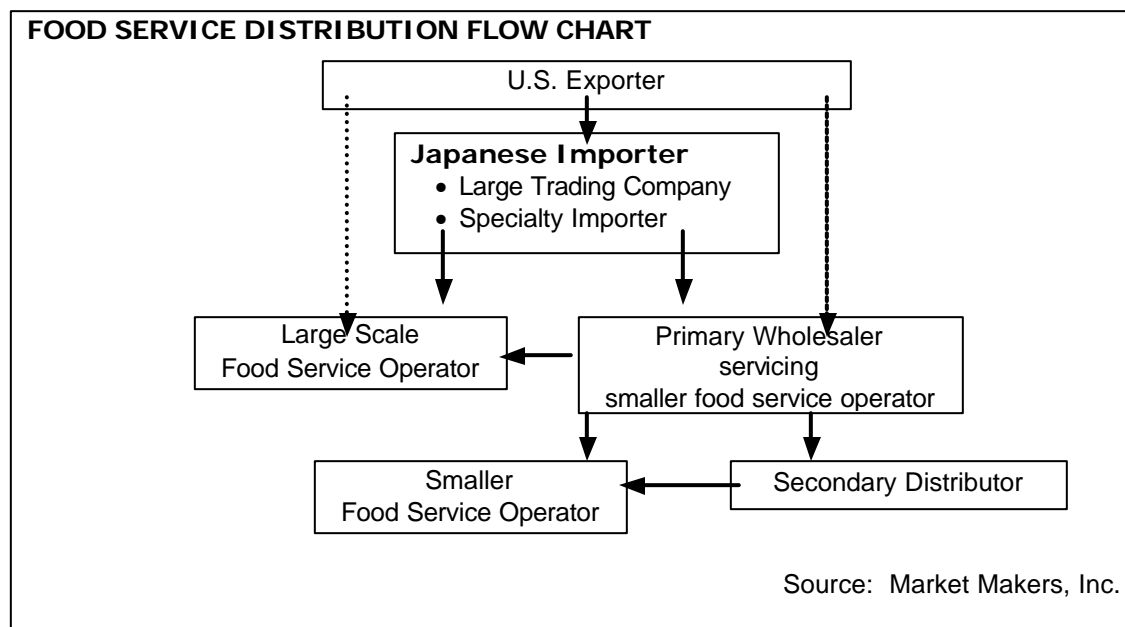 FOOD SERVICE DISTRIBUTION FLOW CHART
U.S. Exporter
Japanese Importer
• Large Trading Company
• Specialty Importer
Large Scale
Food Service Operator
Primary Wholesaler
servicing
smaller food service operator
Smaller
Food Service Operator
Secondary Distributor
Source: Market Makers, Inc.